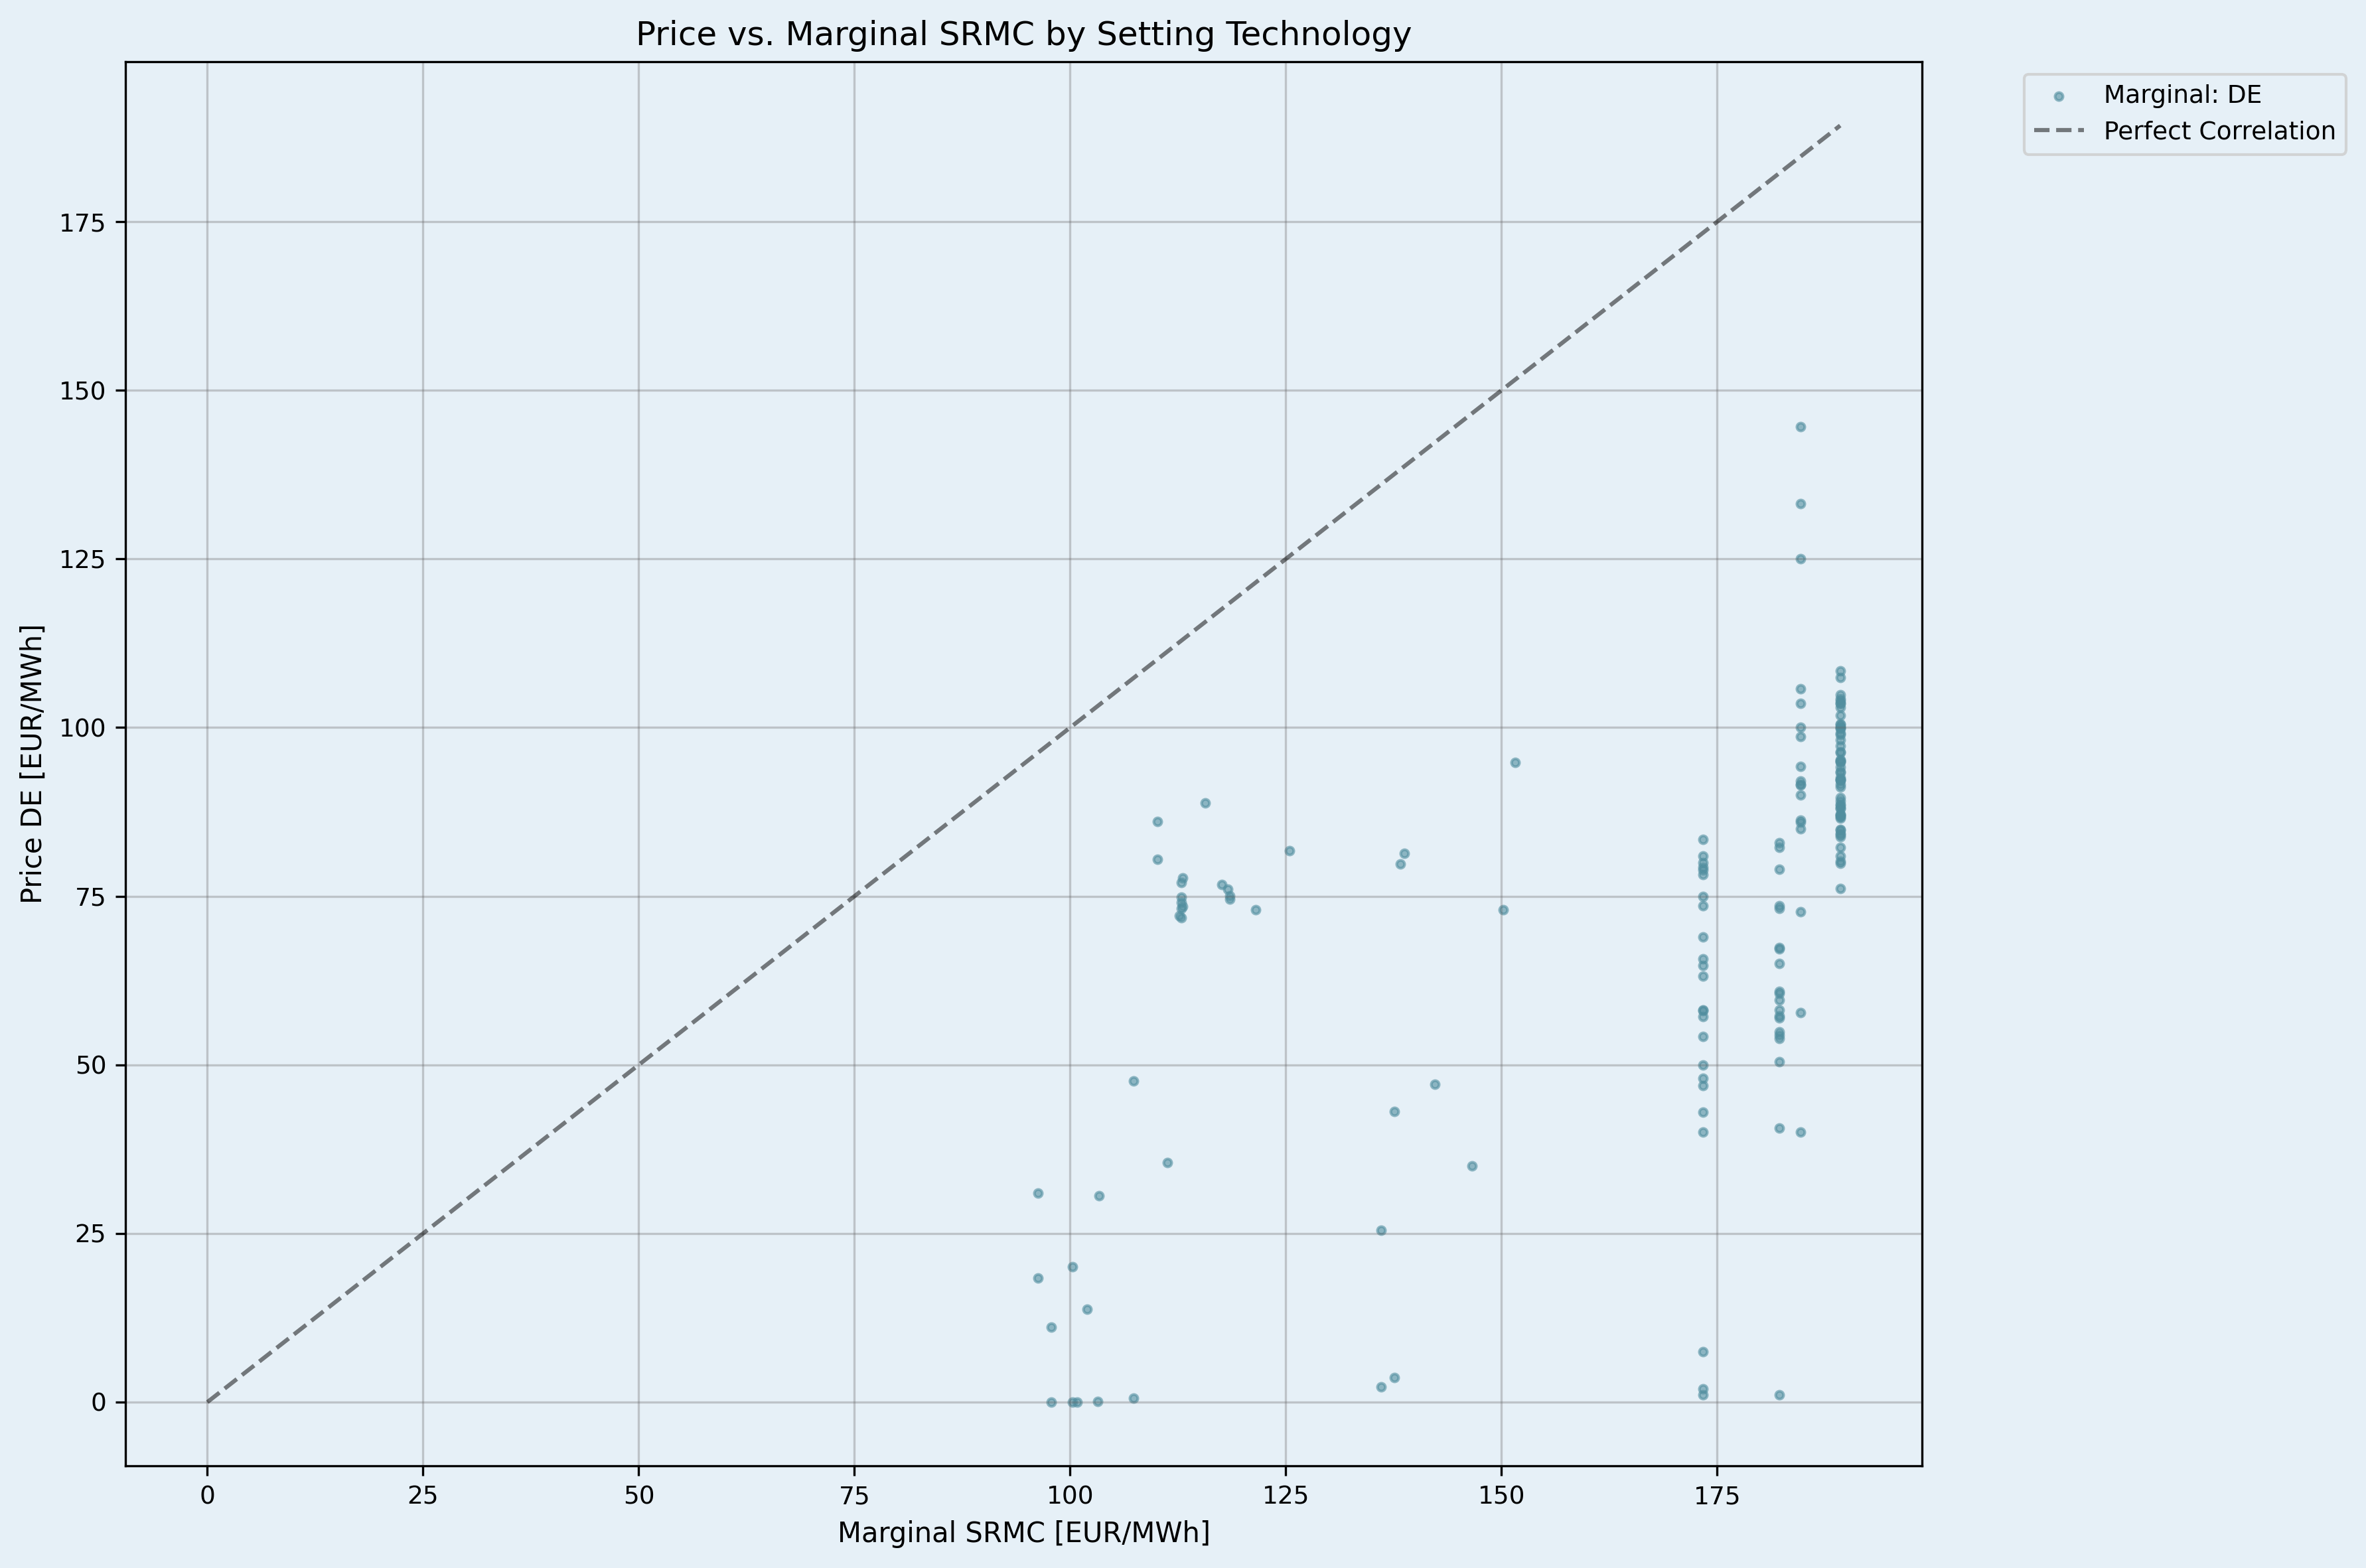 Price vs. Marginal SRMC by Setting Technology
Marginal: DE
Perfect Correlation
Price DE [EUR/MWh]
175
150
125
100
75
50
25
0
0 25 50 75 100 125 150 175
Marginal SRMC [EUR/MWh]